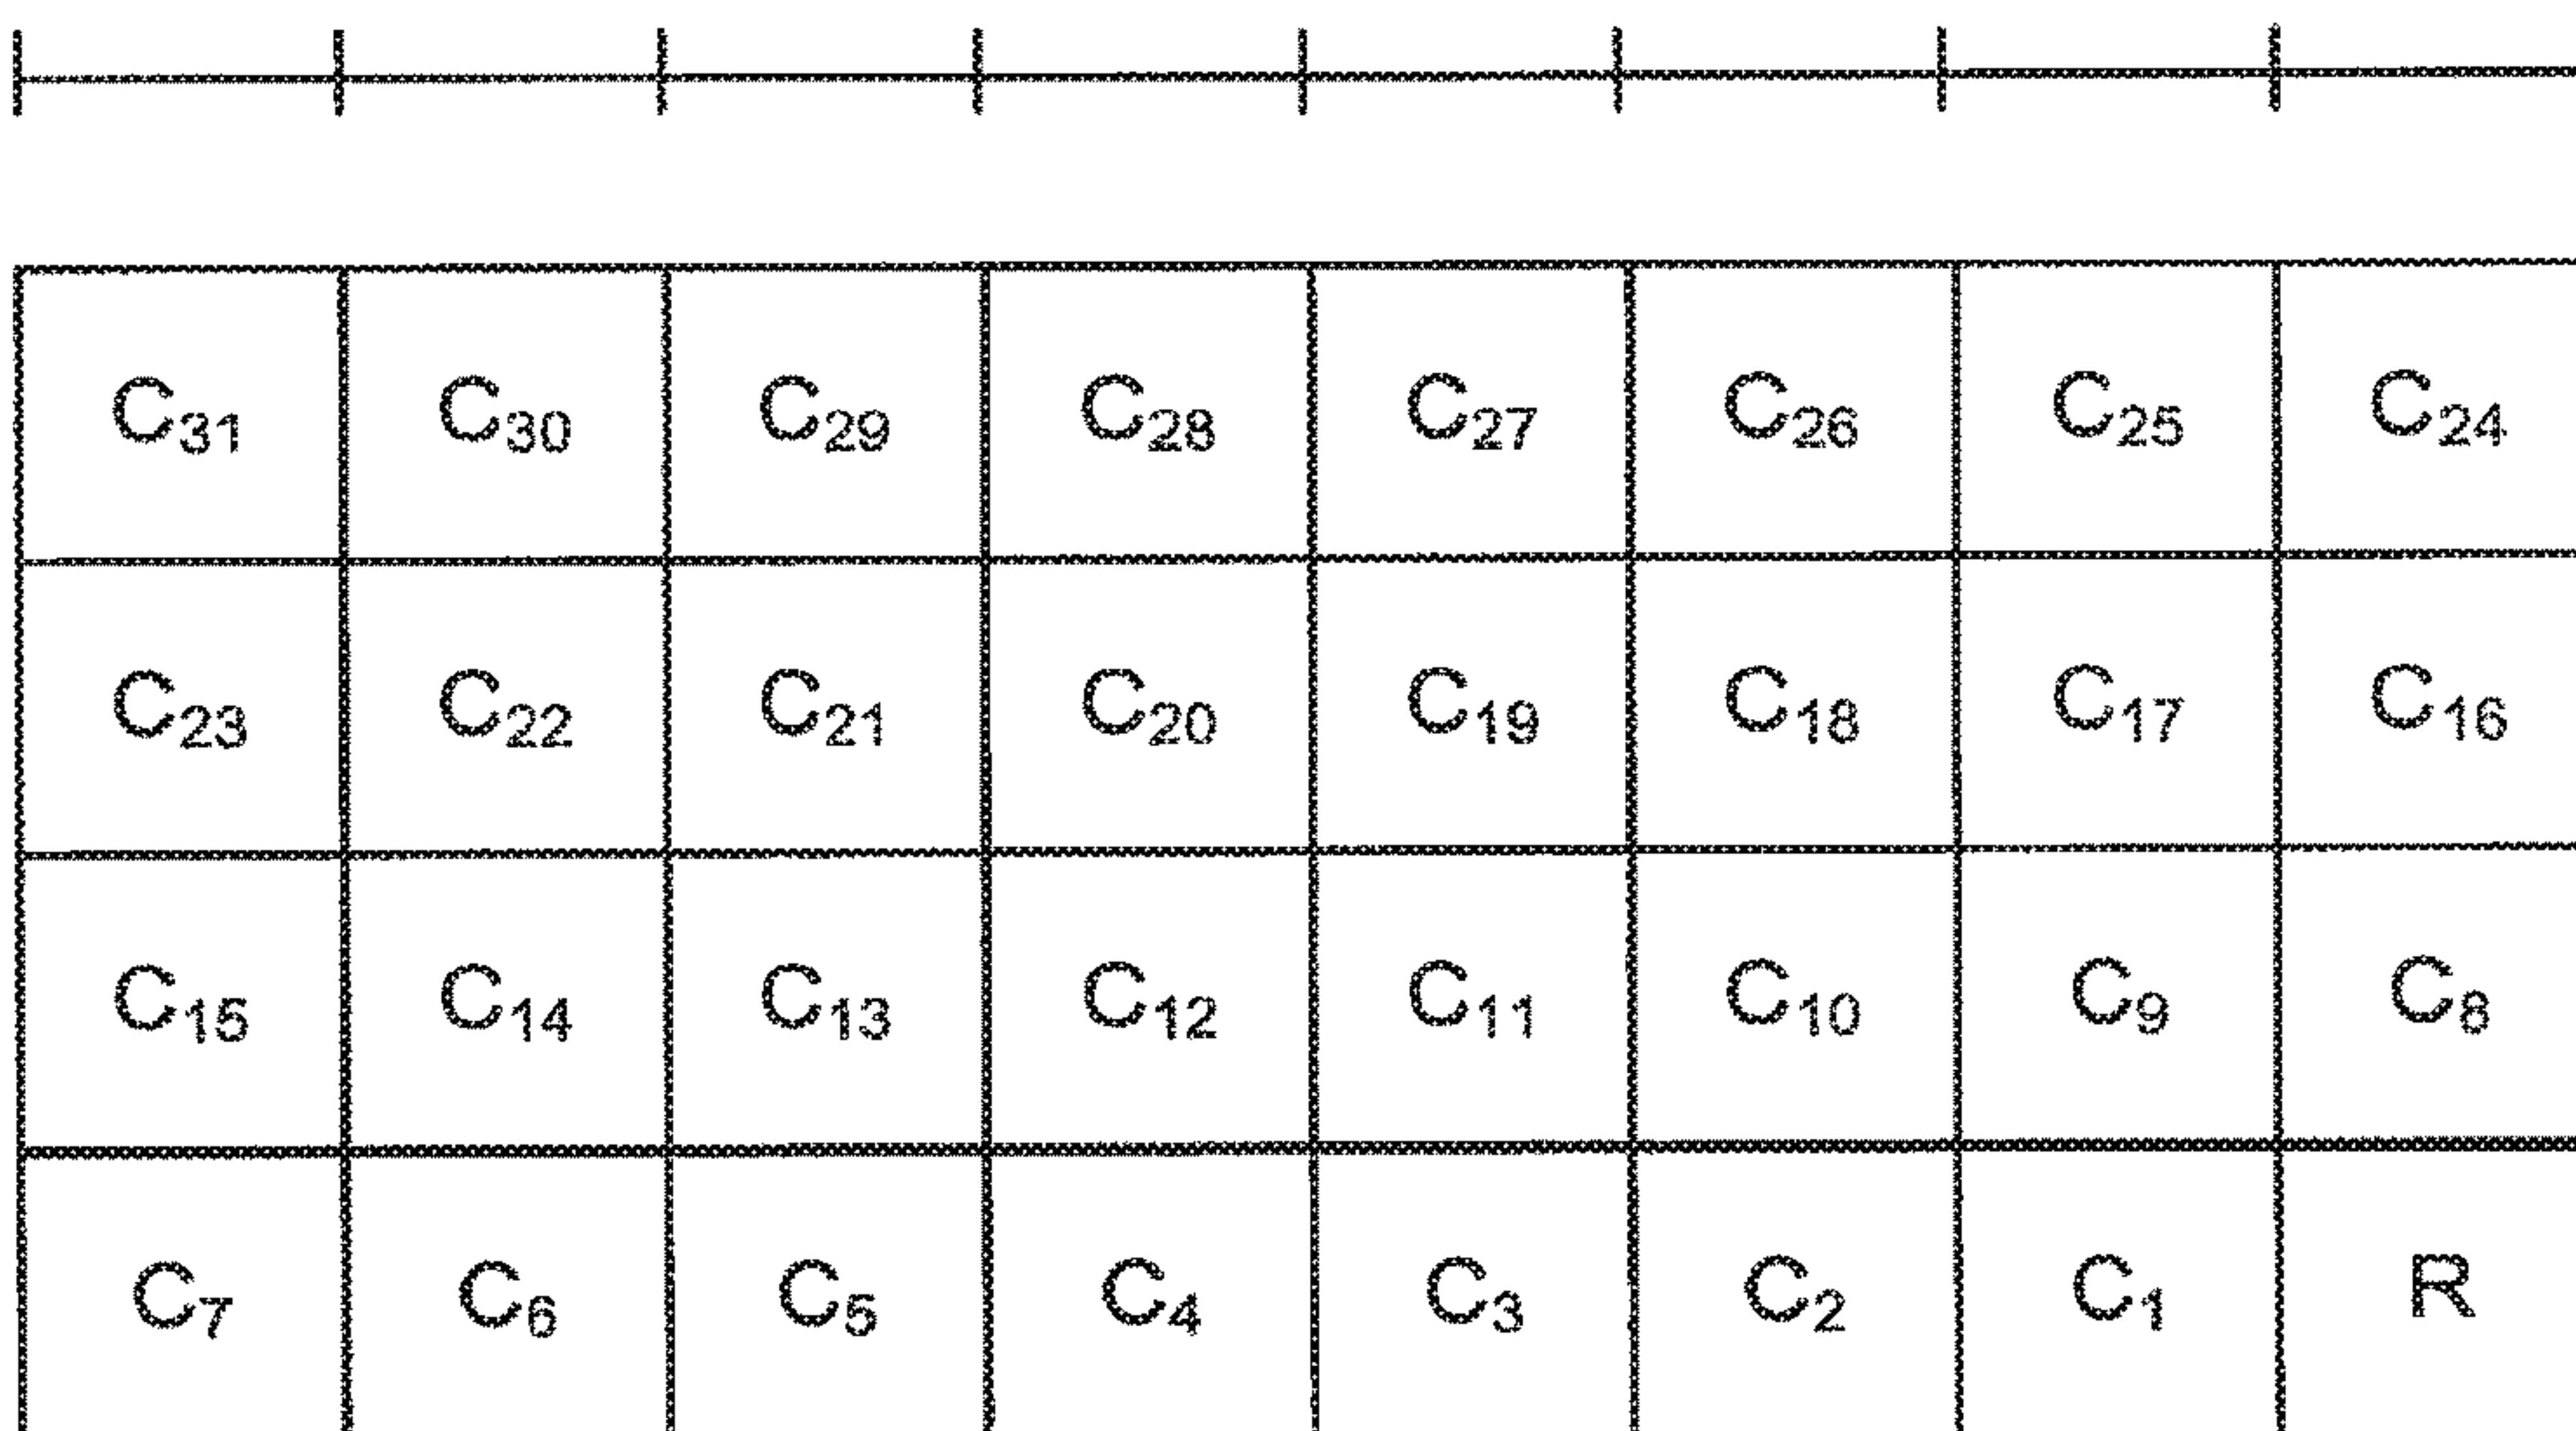 C₃₁ C₃₀ C₂₉ C₂₈ C₂₇ C₂₆ C₂₅ C₂₄
C₂₃ C₂₂ C₂₁ C₂₀ C₁₉ C₁₈ C₁₇ C₁₆
C₁₅ C₁₄ C₁₃ C₁₂ C₁₁ C₁₀ C₉ C₈
C₇ C₆ C₅ C₄ C₃ C₂ C₁ R